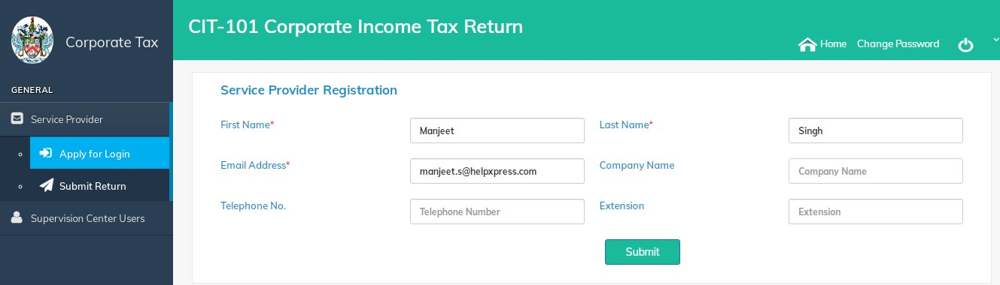 Corporate Tax
GENERAL
Service Provider
Apply for Login
Submit Return
Supervision Center Users
CIT-101 Corporate Income Tax Return
Home Change Password
Service Provider Registration
First Name* Manjeet Last Name* Singh
Email Address* manjeet.s@helpxpress.com Company Name Company Name
Telephone No. Telephone Number Extension Extension
Submit